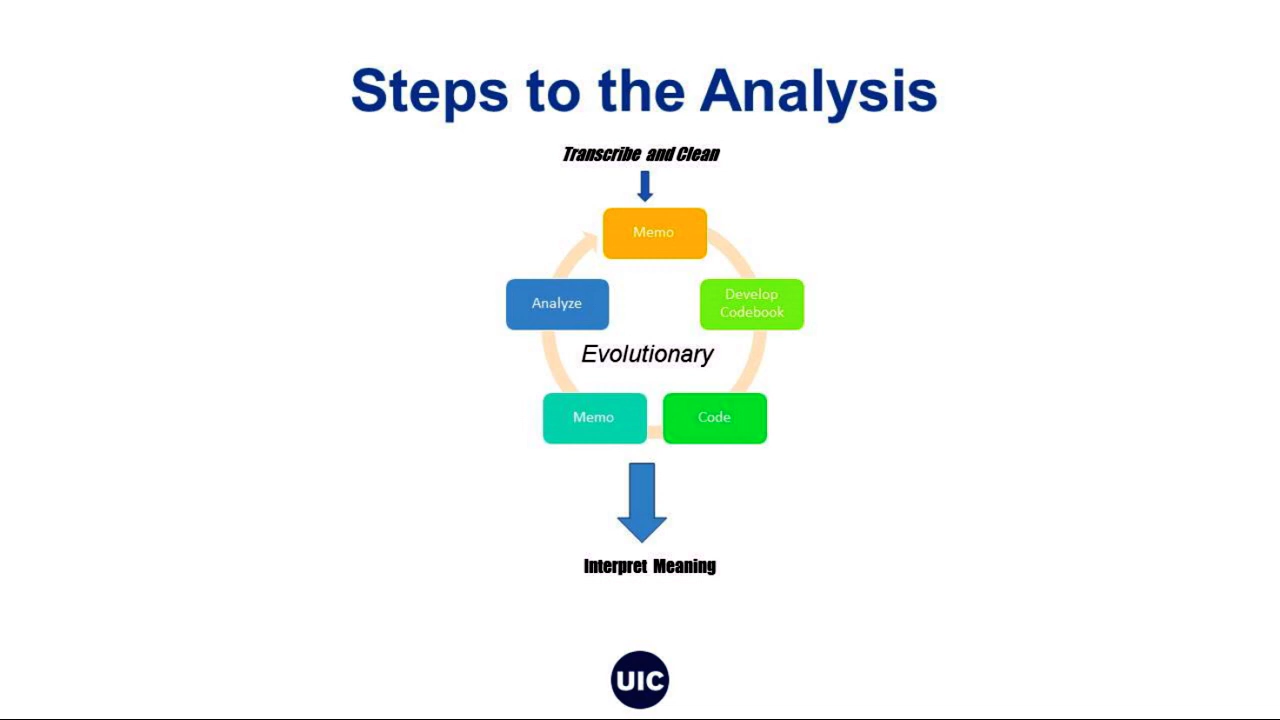 Steps to the Analysis
Transcribe and Clean
Memo
Analyze
Develop
Codebook
Evolutionary
Memo
Code
Interpret Meaning
UIC